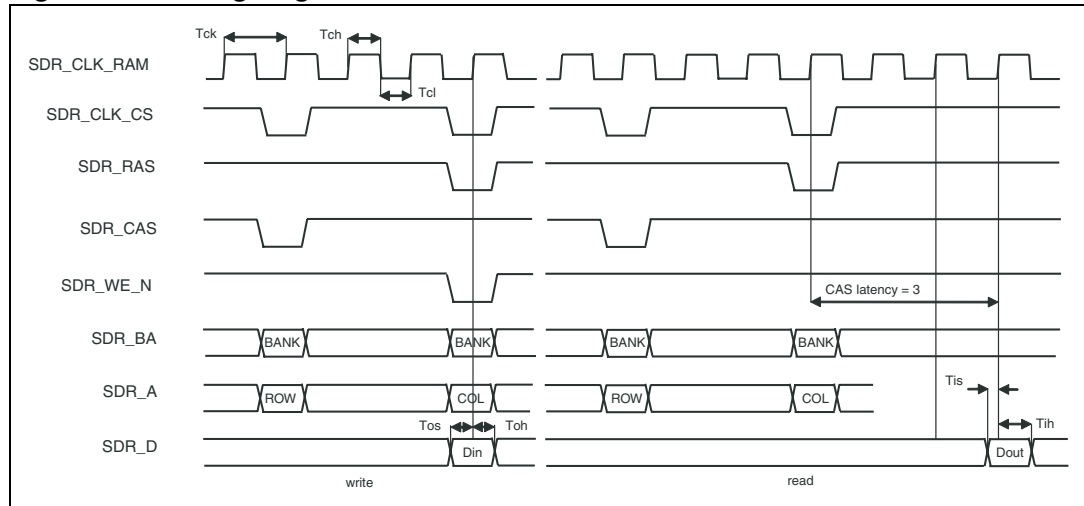 Tck Tch
SDR_CLK_RAM
Tcl
SDR_CLK_CS
SDR_RAS
SDR_CAS
SDR_WE_N
CAS latency = 3
SDR_BA BANK BANK BANK BANK
Tis
SDR_A ROW COL ROW COL
Tos Toh Tih
SDR_D Din Dout
write read